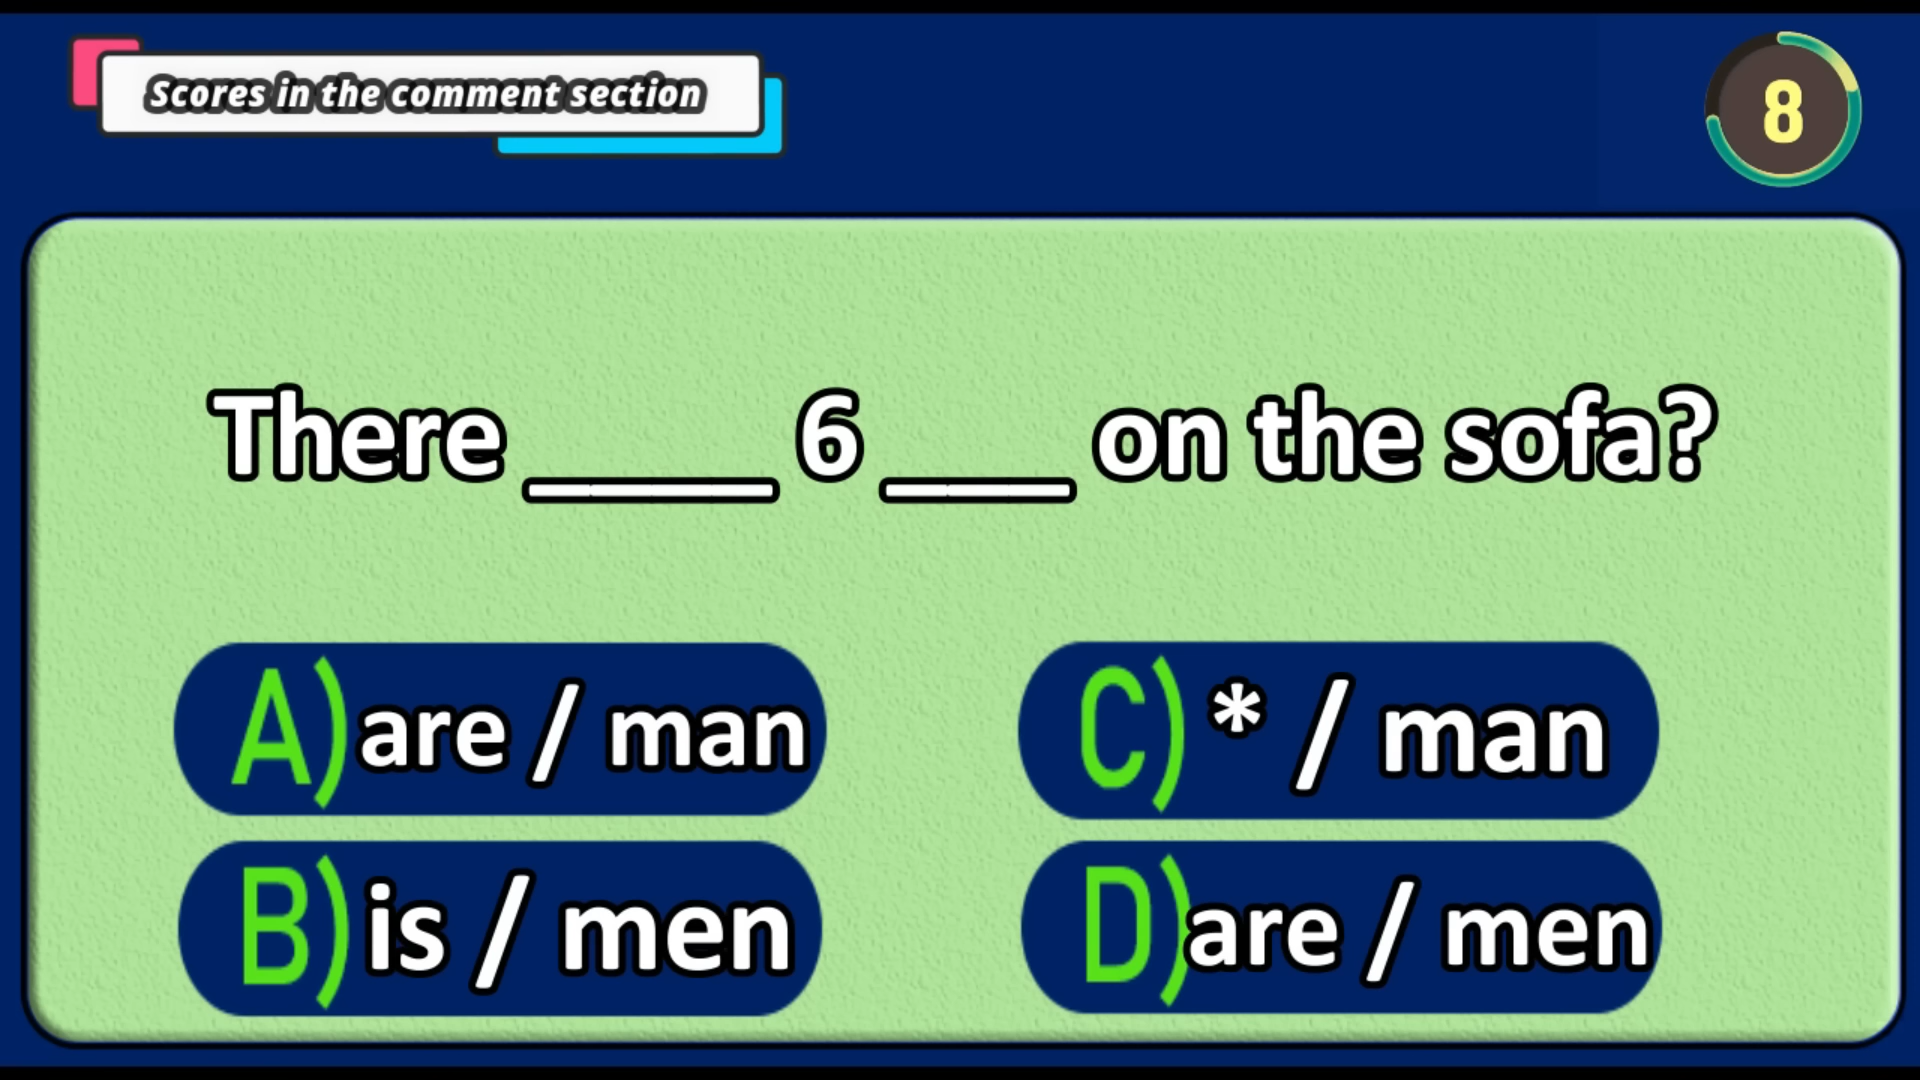 Scores in the comment section
8
There ____ 6 ___ on the sofa?
A) are / man
C) * / man
B) is / men
D) are / men